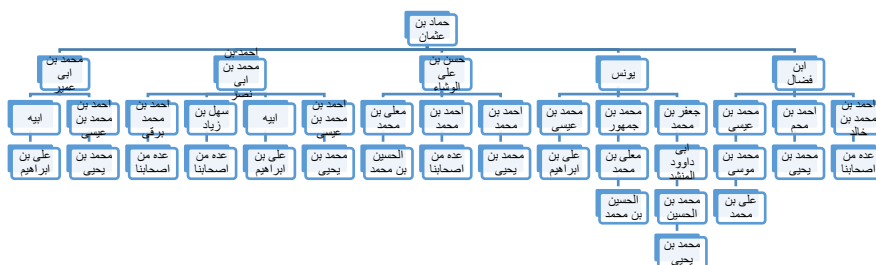 حماد بن
عثمان
ابن
فضال
یونس
حسن بن
علی
الوشاء
احمد بن
محمد بن
ابی
نصر
محمد بن
ابی
عمیر
احمد بن
محمد بن
خالد
احمد بن
محم
محمد بن
عیسی
جعفر بن
محمد
محمد بن
جمهور
محمد بن
عیسی
احمد بن
محمد
احمد بن
محمد
معلی بن
محمد
احمد بن
محمد بن
عیسی
ابیه
سهل بن
زیاد
احمد بن
محمد
برقی
احمد بن
محمد بن
عیسی
ابیه
عده من
اصحابنا
محمد بن
یحیی
محمد بن
موسی
ابی
داوود
المنشد
معلی بن
محمد
علی بن
ابراهیم
محمد بن
یحیی
عده من
اصحابنا
الحسین
بن محمد
محمد بن
یحیی
علی بن
ابراهیم
عده من
اصحابنا
عده من
اصحابنا
محمد بن
یحیی
علی بن
ابراهیم
علی بن
محمد
محمد بن
الحسین
الحسین
بن محمد
محمد بن
یحیی